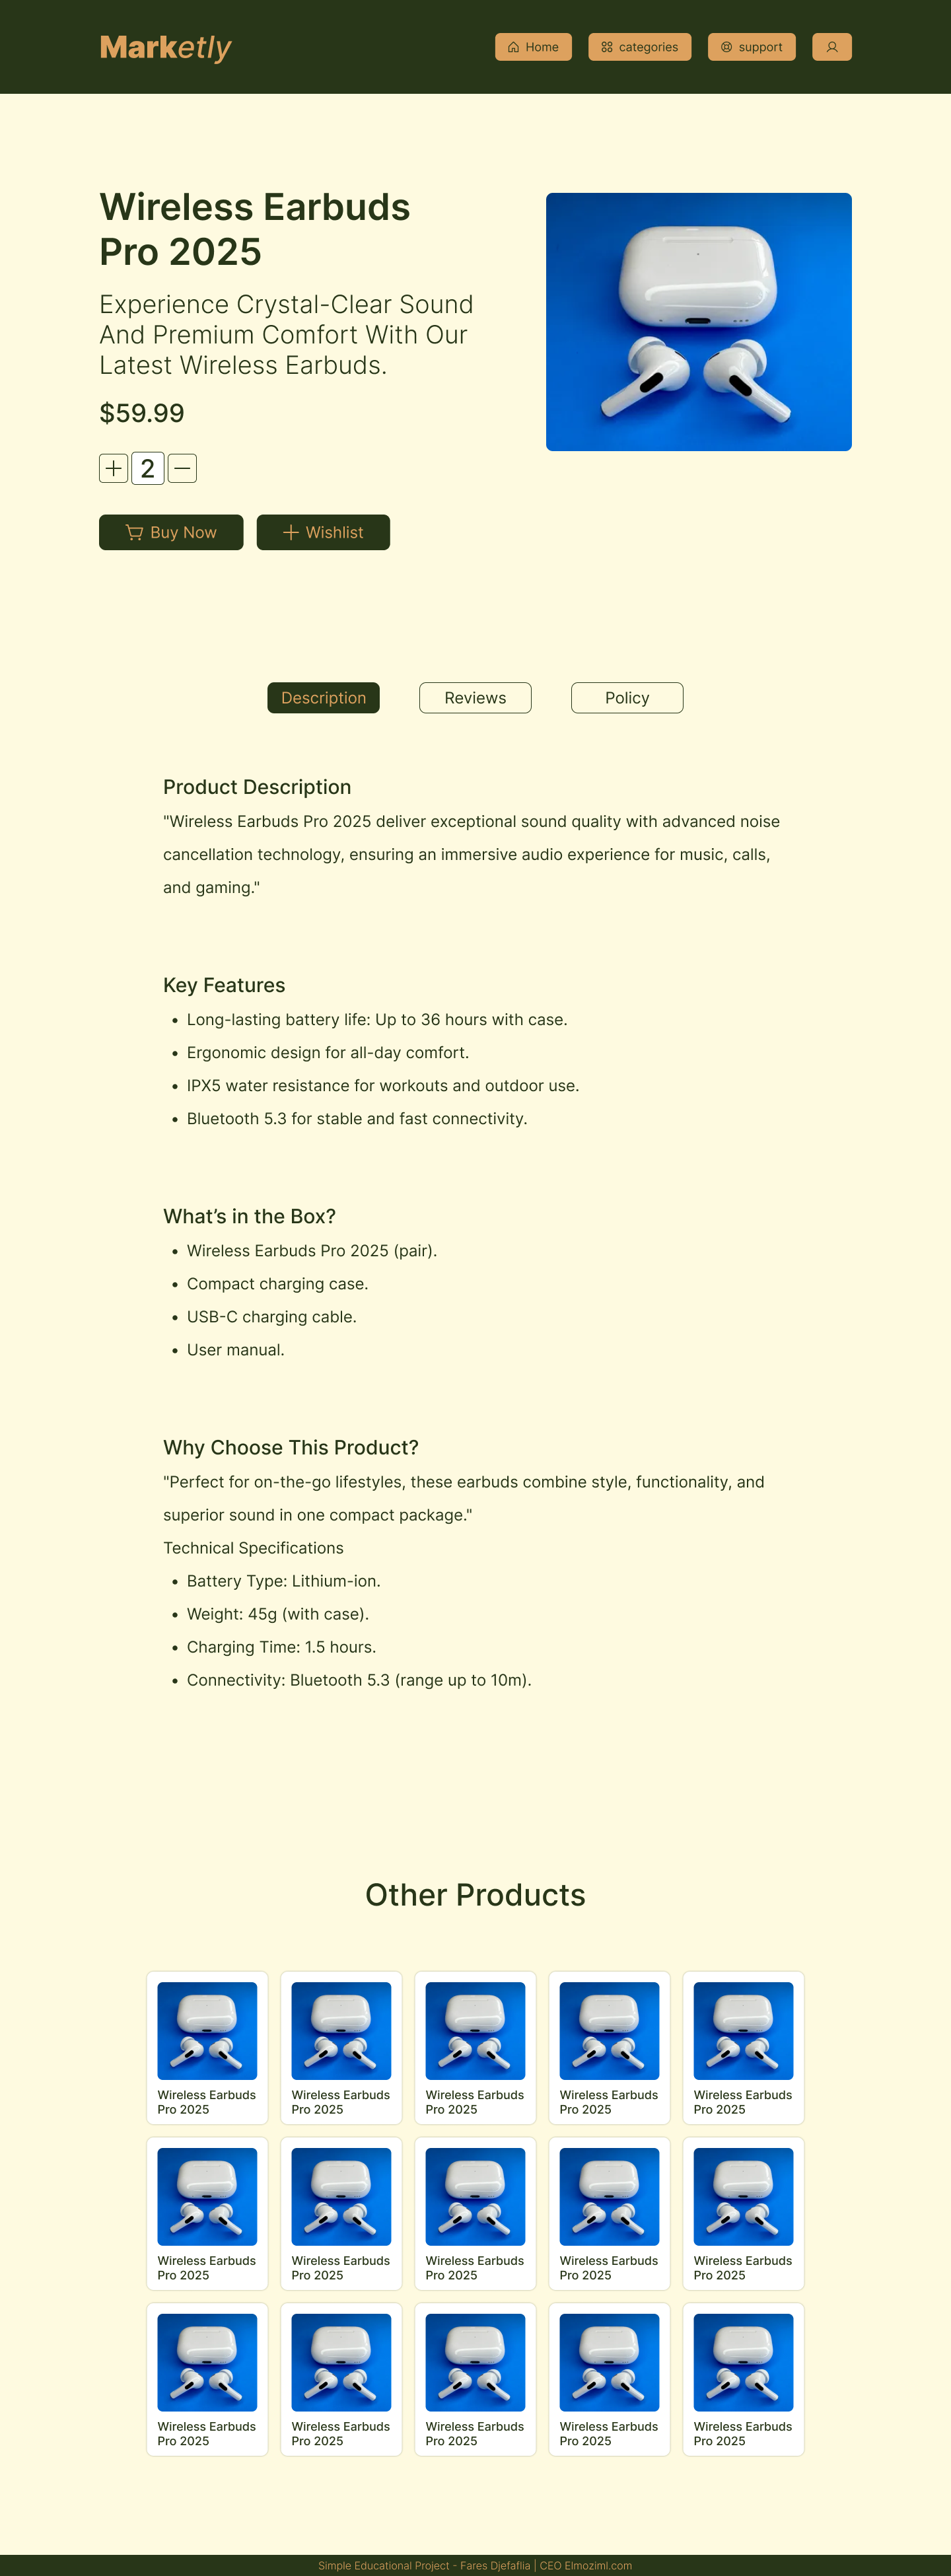 Marketly
Home
categories
support
Wireless Earbuds
Pro 2025
Experience Crystal-Clear Sound
And Premium Comfort With Our
Latest Wireless Earbuds.
$59.99
2
Buy Now
Wishlist
Description
Reviews
Policy
Product Description
"Wireless Earbuds Pro 2025 deliver exceptional sound quality with advanced noise
cancellation technology, ensuring an immersive audio experience for music, calls,
and gaming."
Key Features
• Long-lasting battery life: Up to 36 hours with case.
• Ergonomic design for all-day comfort.
• IPX5 water resistance for workouts and outdoor use.
• Bluetooth 5.3 for stable and fast connectivity.
What’s in the Box?
• Wireless Earbuds Pro 2025 (pair).
• Compact charging case.
• USB-C charging cable.
• User manual.
Why Choose This Product?
"Perfect for on-the-go lifestyles, these earbuds combine style, functionality, and
superior sound in one compact package."
Technical Specifications
• Battery Type: Lithium-ion.
• Weight: 45g (with case).
• Charging Time: 1.5 hours.
• Connectivity: Bluetooth 5.3 (range up to 10m).
Other Products
Wireless Earbuds
Pro 2025
Wireless Earbuds
Pro 2025
Wireless Earbuds
Pro 2025
Wireless Earbuds
Pro 2025
Wireless Earbuds
Pro 2025
Wireless Earbuds
Pro 2025
Wireless Earbuds
Pro 2025
Wireless Earbuds
Pro 2025
Wireless Earbuds
Pro 2025
Wireless Earbuds
Pro 2025
Wireless Earbuds
Pro 2025
Wireless Earbuds
Pro 2025
Wireless Earbuds
Pro 2025
Wireless Earbuds
Pro 2025
Wireless Earbuds
Pro 2025
Simple Educational Project - Fares Djefaflia | CEO Elmoziml.com